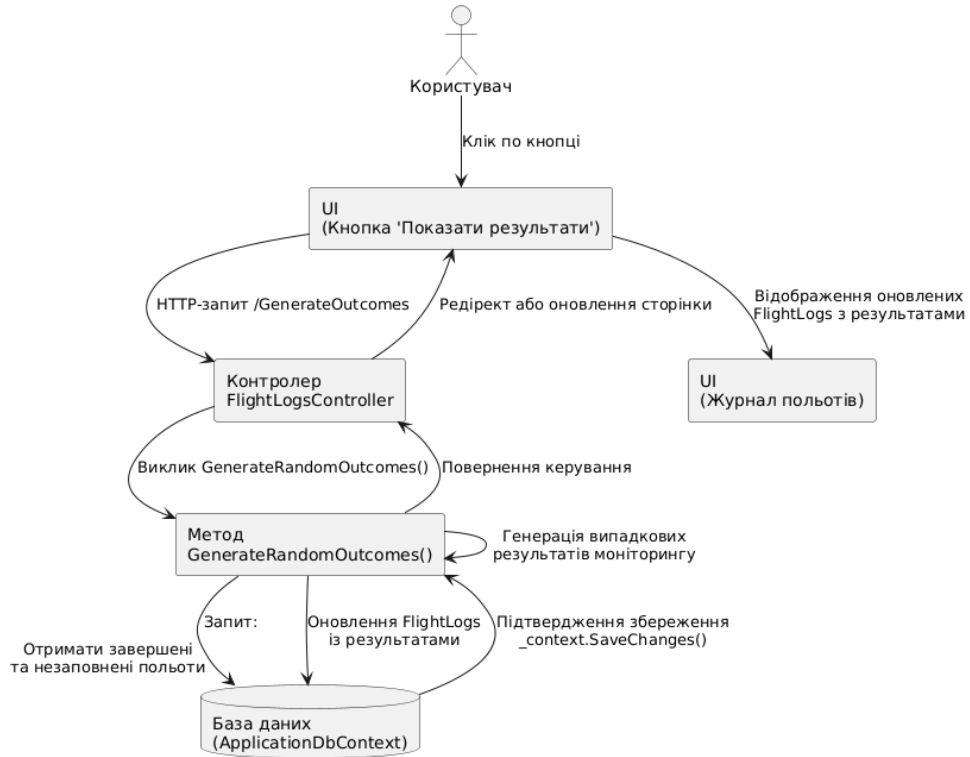 Користувач
Клік по кнопці
UI
(Кнопка 'Показати результати')
HTTP-запит /GenerateOutcomes
Редірект або оновлення сторінки
Відображення оновлених
FlightLogs з результатами
Контролер
FlightLogsController
UI
(Журнал польотів)
Виклик GenerateRandomOutcomes()
Повернення керування
Метод
GenerateRandomOutcomes()
Генерація випадкових
результатів моніторингу
Запит:
Отримати завершені
та незаповнені польоти
Оновлення FlightLogs
із результатами
Підтвердження збереження
_context.SaveChanges()
База даних
(ApplicationDbContext)